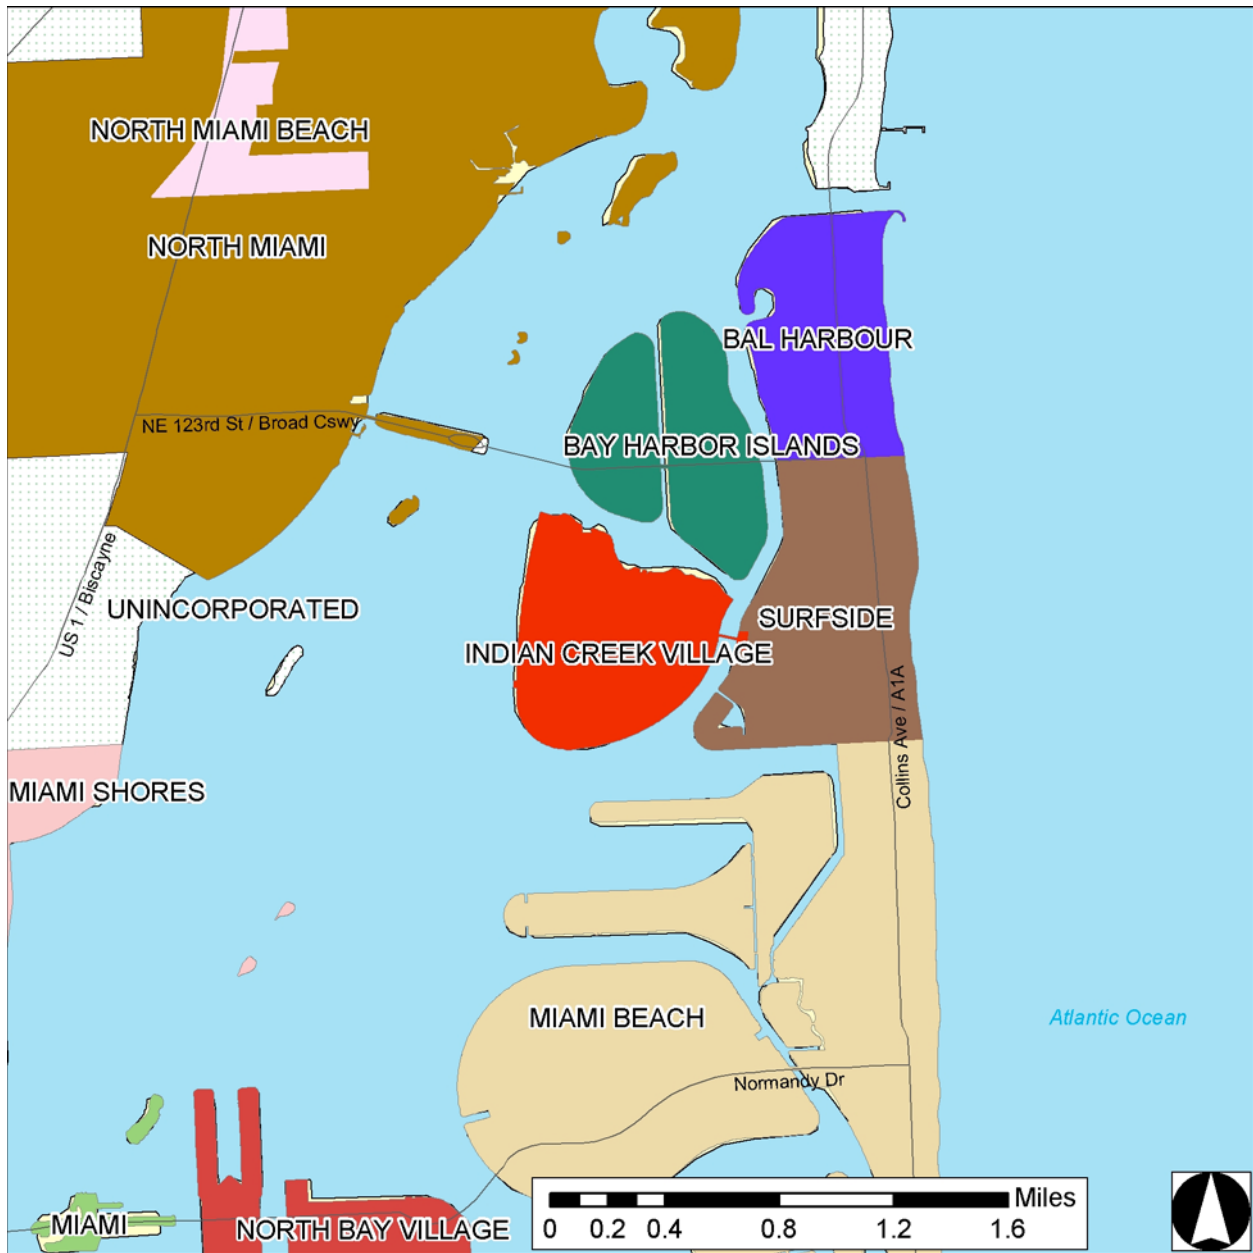 NORTH MIAMI BEACH
NORTH MIAMI
BAL HARBOUR
NE 123rd St / Broad Cswy
BAY HARBOR ISLANDS
US 1 / Biscayne
UNINCORPORATED
SURFSIDE
INDIAN CREEK VILLAGE
Collins Ave / A1A
MIAMI SHORES
MIAMI BEACH
Atlantic Ocean
Normandy Dr
MIAMI
NORTH BAY VILLAGE
Miles
0 0.2 0.4 0.8 1.2 1.6